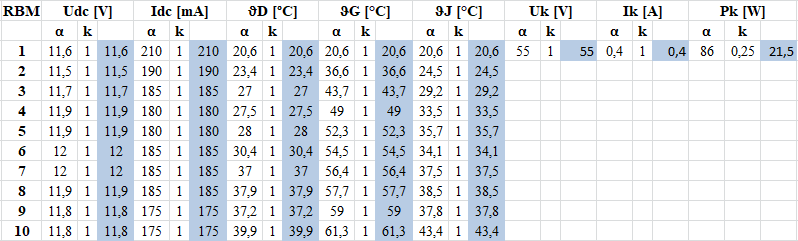 RBM Udc [V] Idc [mA] ϑD [°C] ϑG [°C] ϑJ [°C] Uk [V] Ik [A] Pk [W]
α k α k α k α k α k α k α k α k
1 11,6 1 11,6 210 1 210 20,6 1 20,6 20,6 1 20,6 20,6 1 20,6 55 1 55 0,4 1 0,4 86 0,25 21,5
2 11,5 1 11,5 190 1 190 23,4 1 23,4 36,6 1 36,6 24,5 1 24,5
3 11,7 1 11,7 185 1 185 27 1 27 43,7 1 43,7 29,2 1 29,2
4 11,9 1 11,9 180 1 180 27,5 1 27,5 49 1 49 33,5 1 33,5
5 11,9 1 11,9 180 1 180 28 1 28 52,3 1 52,3 35,7 1 35,7
6 12 1 12 185 1 185 30,4 1 30,4 54,5 1 54,5 34,1 1 34,1
7 12 1 12 185 1 185 37 1 37 56,4 1 56,4 37,5 1 37,5
8 11,9 1 11,9 185 1 185 37,9 1 37,9 57,7 1 57,7 38,5 1 38,5
9 11,8 1 11,8 175 1 175 37,2 1 37,2 59 1 59 37,8 1 37,8
10 11,8 1 11,8 175 1 175 39,9 1 39,9 61,3 1 61,3 43,4 1 43,4